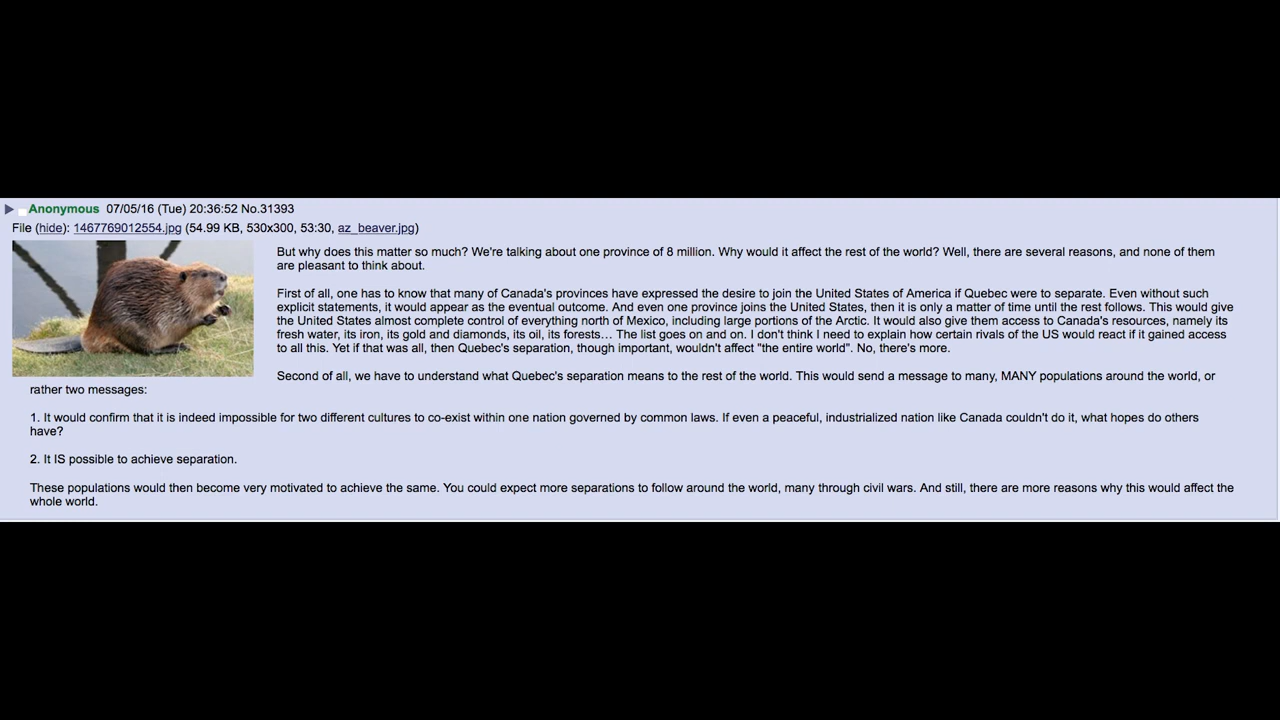 Anonymous 07/05/16 (Tue) 20:36:52 No.31393
File (hide): 1467769012554.jpg (54.99 KB, 530x300, 53:30, az_beaver.jpg)
But why does this matter so much? We're talking about one province of 8 million. Why would it affect the rest of the world? Well, there are several reasons, and none of them
are pleasant to think about.
First of all, one has to know that many of Canada's provinces have expressed the desire to join the United States of America if Quebec were to separate. Even without such
explicit statements, it would appear as the eventual outcome. And even one province joins the United States, then it is only a matter of time until the rest follows. This would give
the United States almost complete control of everything north of Mexico, including large portions of the Arctic. It would also give them access to Canada's resources, namely its
fresh water, its iron, its gold and diamonds, its oil, its forests... The list goes on and on. I don't think I need to explain how certain rivals of the US would react if it gained access
to all this. Yet if that was all, then Quebec's separation, though important, wouldn't affect "the entire world". No, there's more.
Second of all, we have to understand what Quebec's separation means to the rest of the world. This would send a message to many, MANY populations around the world, or
rather two messages:
1. It would confirm that it is indeed impossible for two different cultures to co-exist within one nation governed by common laws. If even a peaceful, industrialized nation like Canada couldn't do it, what hopes do others
have?
2. It IS possible to achieve separation.
These populations would then become very motivated to achieve the same. You could expect more separations to follow around the world, many through civil wars. And still, there are more reasons why this would affect the
whole world.